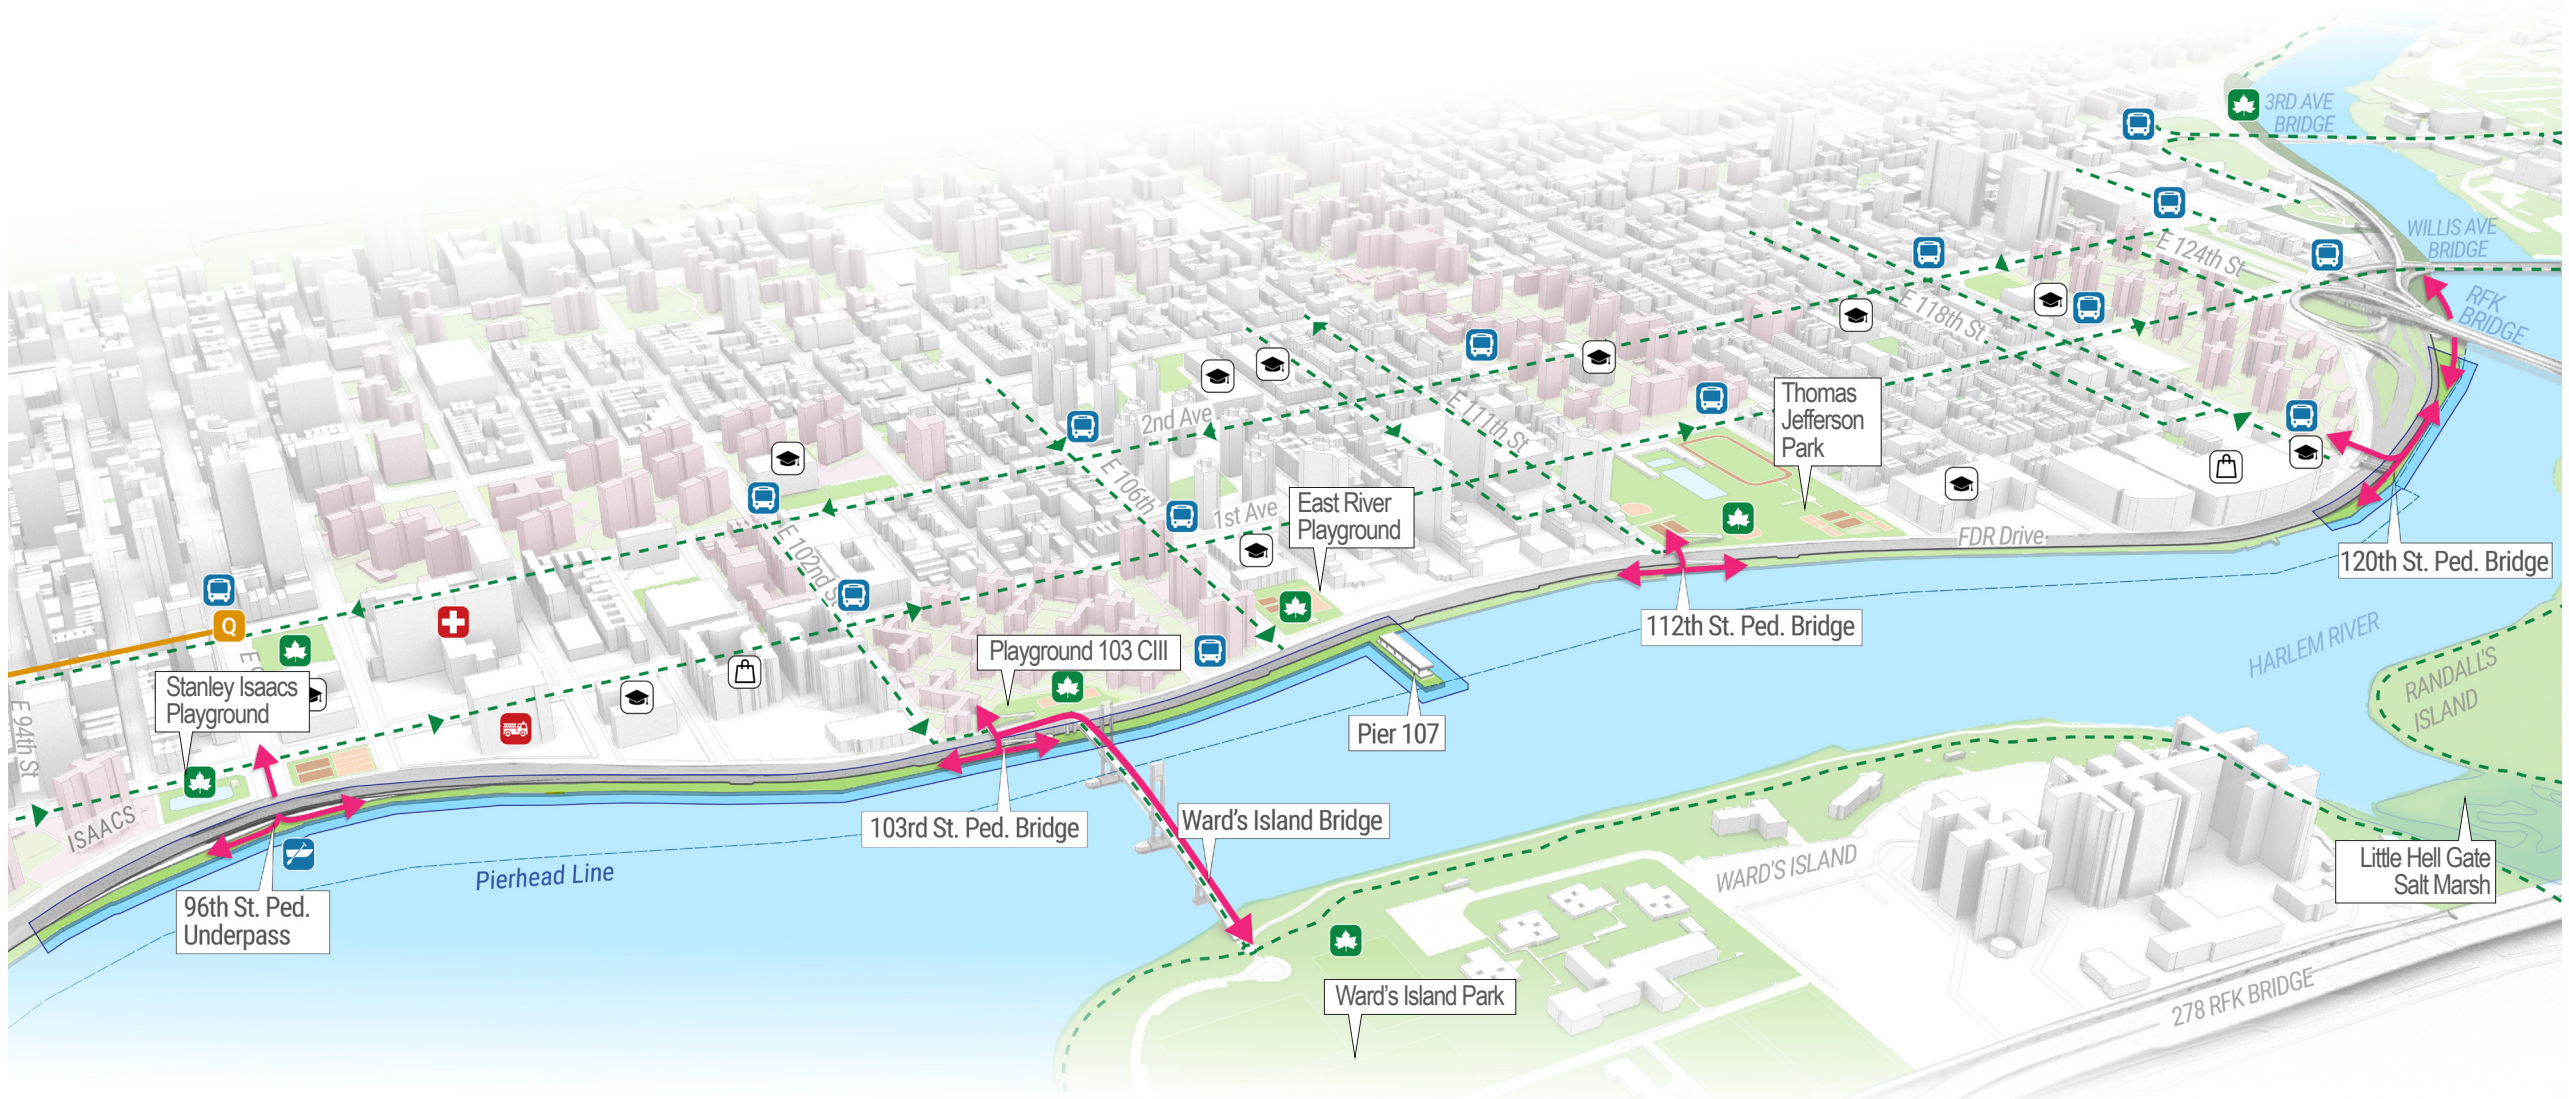 3RD AVE
BRIDGE
WILLIS AVE
BRIDGE
RFK
BRIDGE
E 124th St
E 118th St
E 111th St
2nd Ave
E 106th
1st Ave
E 102nd St
Thomas
Jefferson
Park
East River
Playground
FDR Drive
120th St. Ped. Bridge
112th St. Ped. Bridge
HARLEM RIVER
RANDALL'S
ISLAND
Q
Playground 103 CIII
Stanley Isaacs
Playground
E 94th St
Pier 107
ISAACS
103rd St. Ped. Bridge
Ward's Island Bridge
Pierhead Line
96th St. Ped.
Underpass
WARD'S ISLAND
Little Hell Gate
Salt Marsh
Ward's Island Park
278 RFK BRIDGE